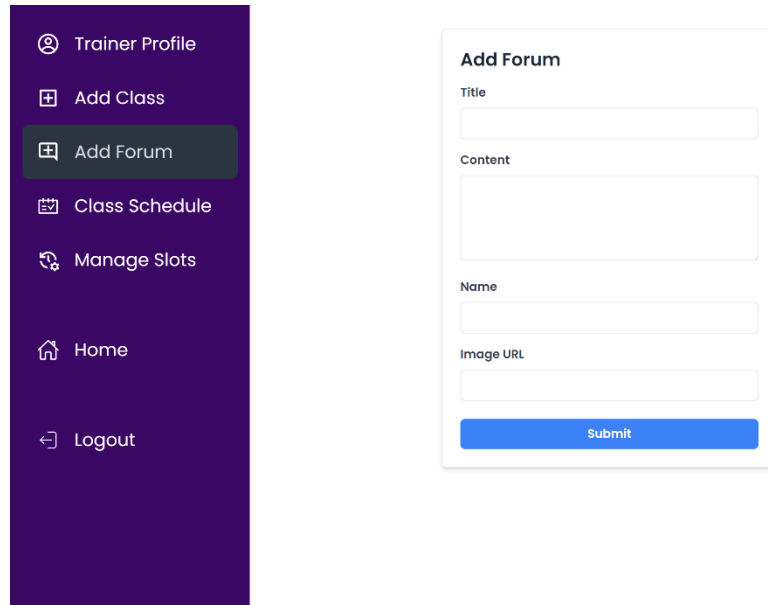 Trainer Profile
Add Class
Add Forum
Class Schedule
Manage Slots
Home
Logout
Add Forum
Title
Content
Name
Image URL
Submit